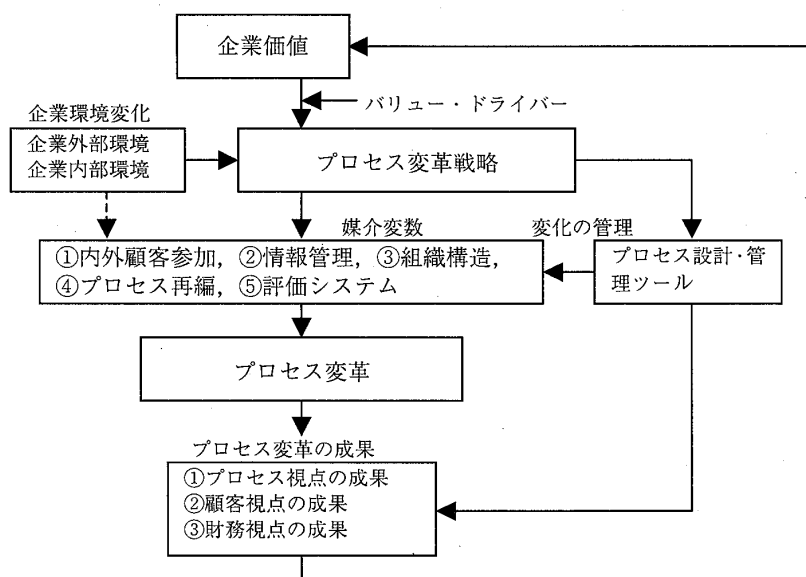 企業価値
バリュー・ドライバー
企業環境変化
企業外部環境
企業内部環境
プロセス変革戦略
媒介変数
変化の管理
①内外顧客参加，②情報管理，③組織構造，
④プロセス再編，⑤評価システム
プロセス設計・管
理ツール
プロセス変革
プロセス変革の成果
①プロセス視点の成果
②顧客視点の成果
③財務視点の成果